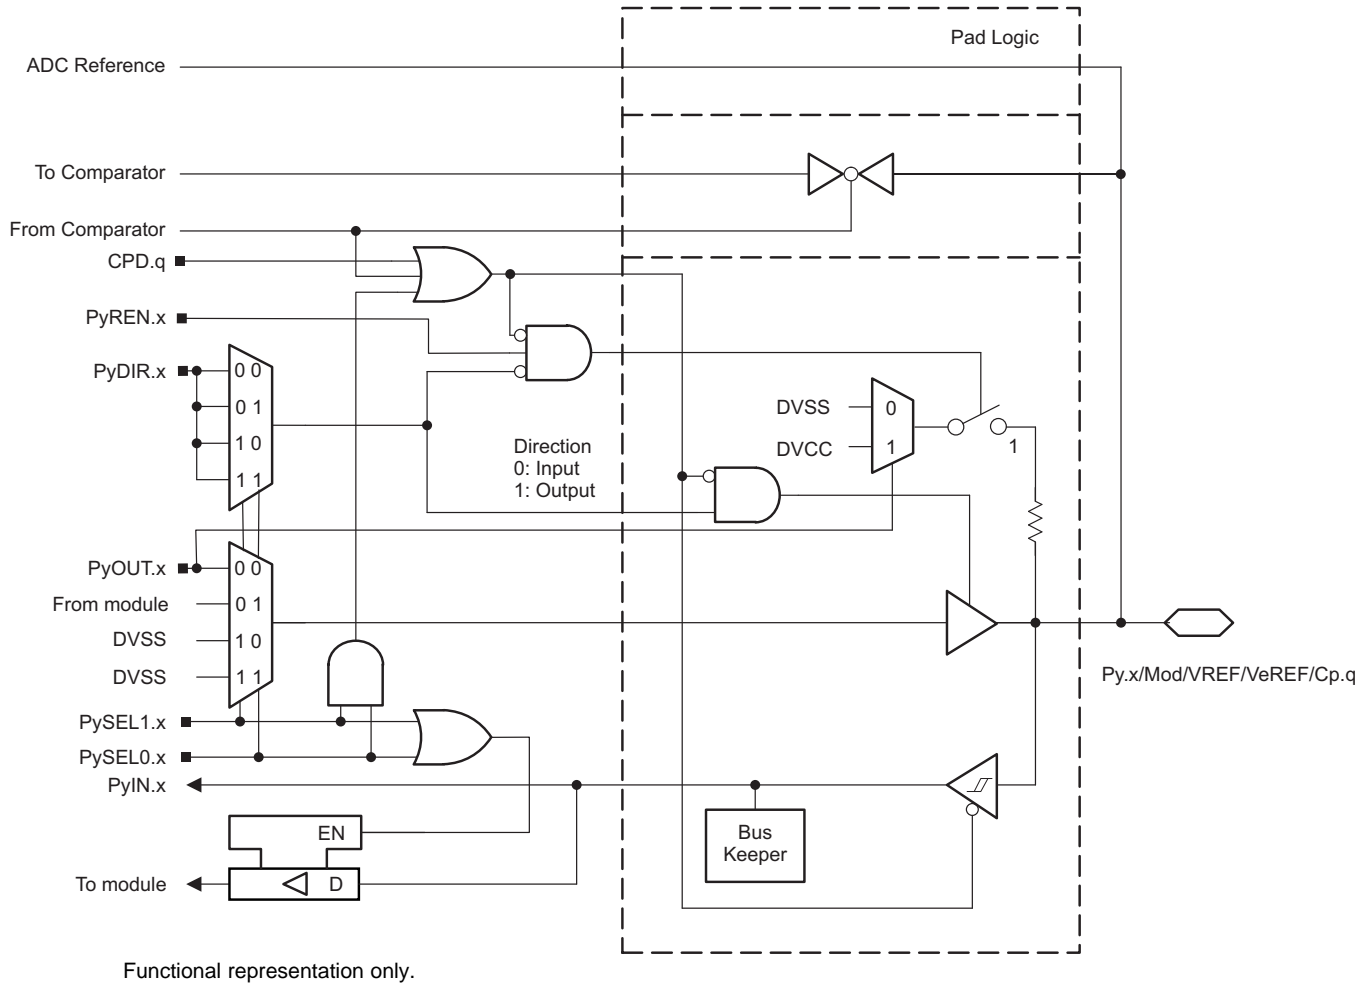 Pad Logic
ADC Reference
To Comparator
From Comparator
CPD.q
PyREN.x
PyDIR.x
0 0
0 1
1 0
1 1
Direction
0: Input
1: Output
DVSS
0
DVCC
1
1
PyOUT.x
0 0
From module
0 1
DVSS
1 0
DVSS
1 1
Py.x/Mod/VREF/VeREF/Cp.q
PySEL1.x
PySEL0.x
PyIN.x
EN
Bus
Keeper
To module
D
Functional representation only.